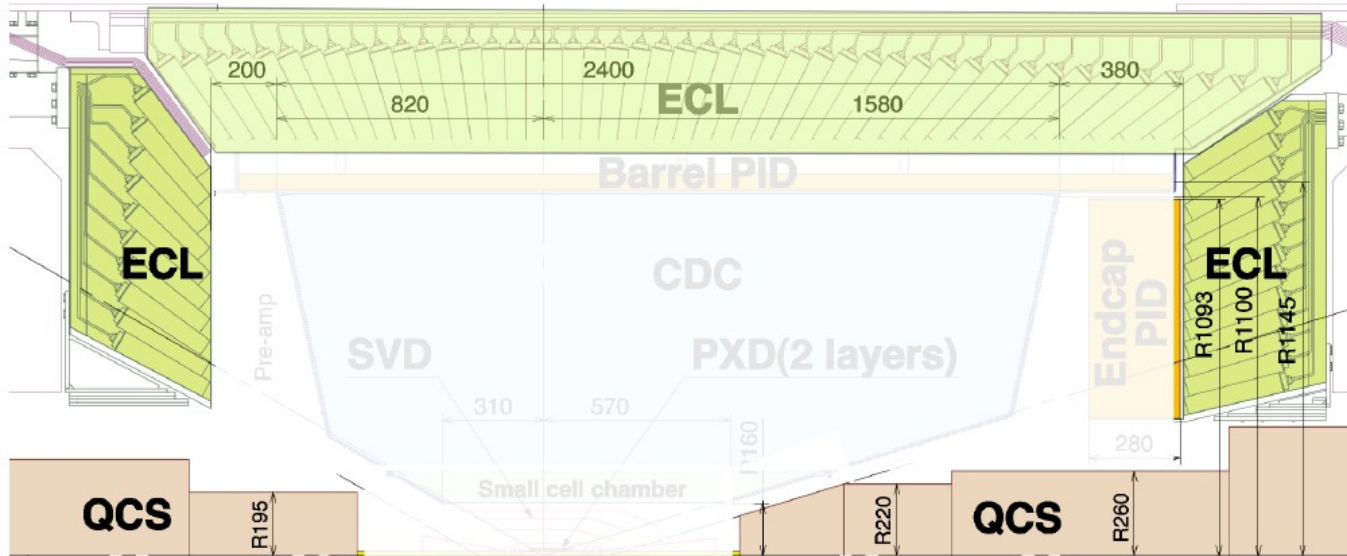 200 2400 380
820 ECL 1580
Barrel PID
ECL CDC ECL
Endcap
PID
Pre-amp
R1093
R1100
R1145
SVD PXD(2 layers)
310 570
R160
280
Small cell chamber
QCS R195 R220 QCS R260